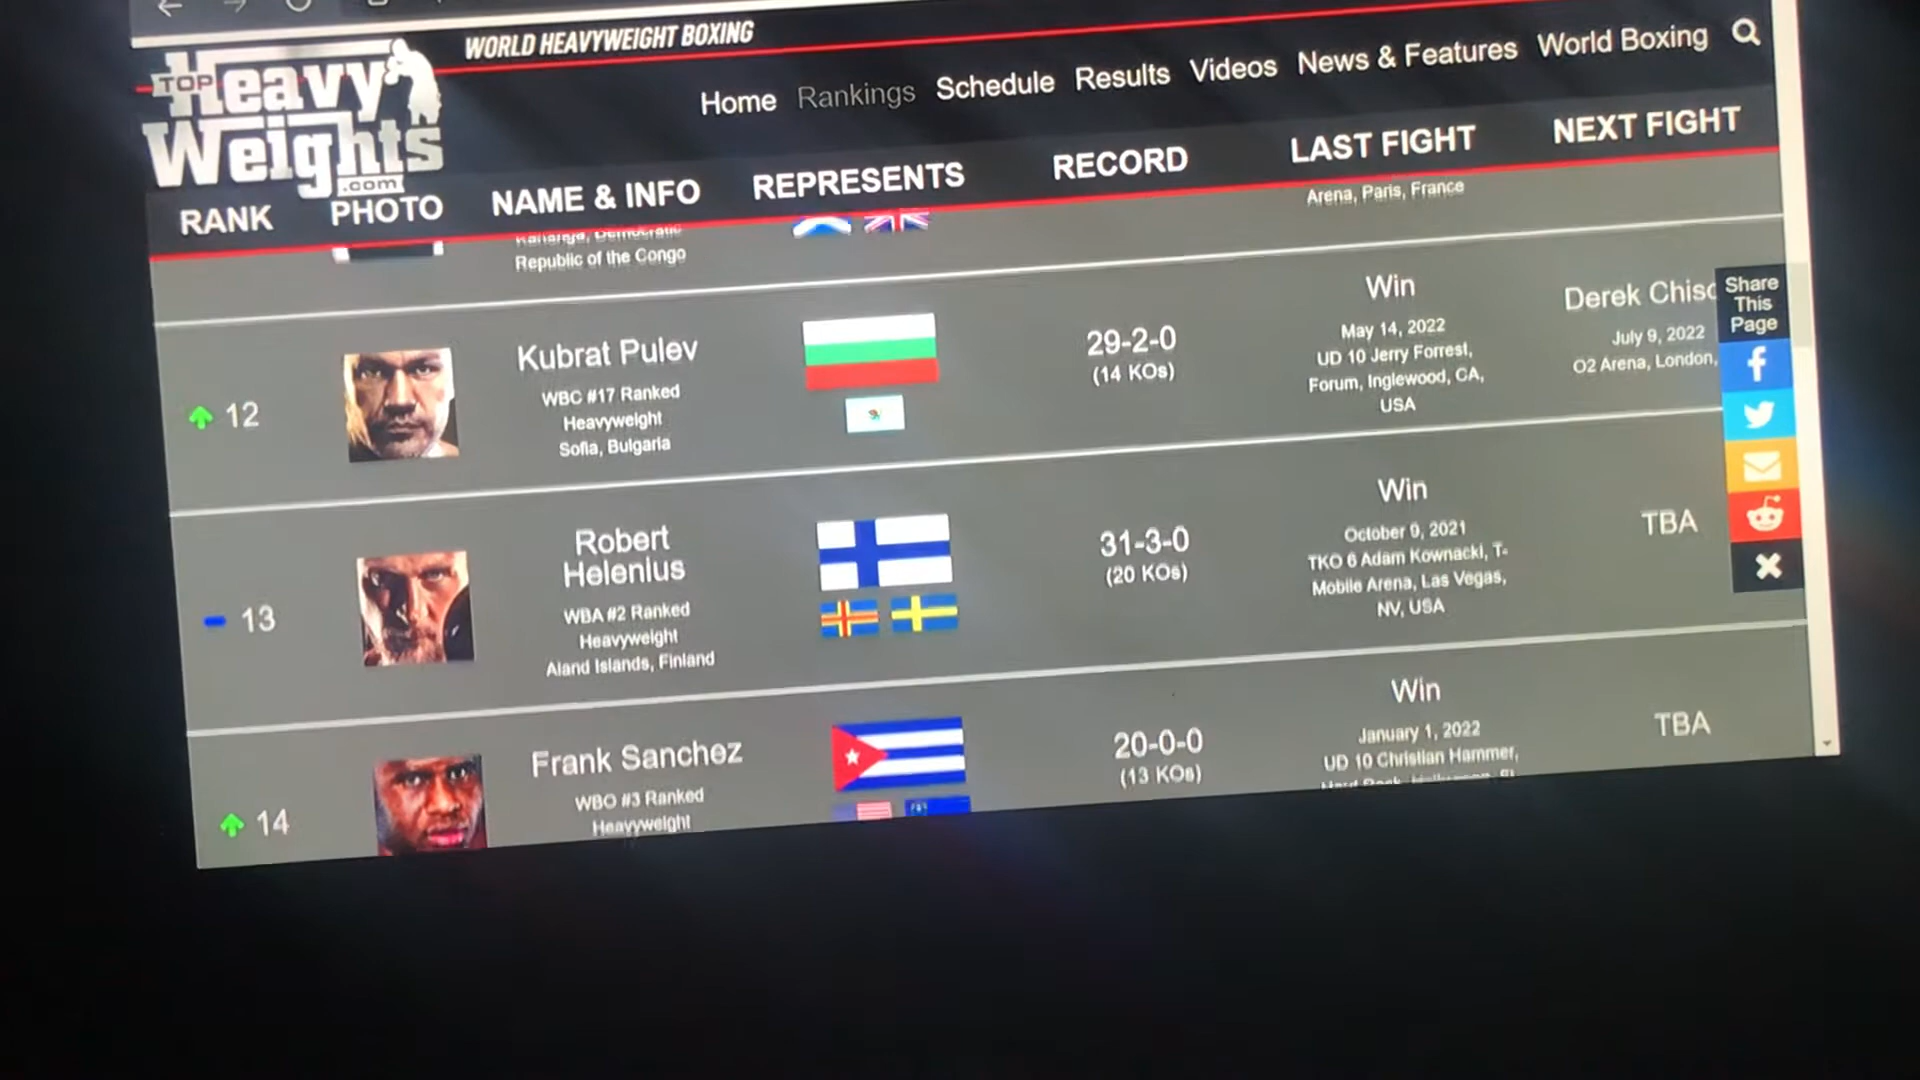 WORLD HEAVYWEIGHT BOXING
TOP
Heavy
Weights
.com
Home Rankings Schedule Results Videos News & Features World Boxing
RANK PHOTO NAME & INFO REPRESENTS RECORD LAST FIGHT NEXT FIGHT
Arena, Paris, France
Republic of the Congo
12
Kubrat Pulev
WBC #17 Ranked
Heavyweight
Sofia, Bulgaria
29-2-0
(14 KOs)
Win
May 14, 2022
UD 10 Jerry Forrest,
Forum, Inglewood, CA,
USA
Derek Chiso
July 9, 2022
O2 Arena, London,
Share
This
Page
13
Robert
Helenius
WBA #2 Ranked
Heavyweight
Aland Islands, Finland
31-3-0
(20 KOs)
Win
October 9, 2021
TKO 6 Adam Kownacki, T-
Mobile Arena, Las Vegas,
NV, USA
TBA
14
Frank Sanchez
WBO #3 Ranked
Heavyweight
20-0-0
(13 KOs)
Win
January 1, 2022
UD 10 Christian Hammer,
TBA